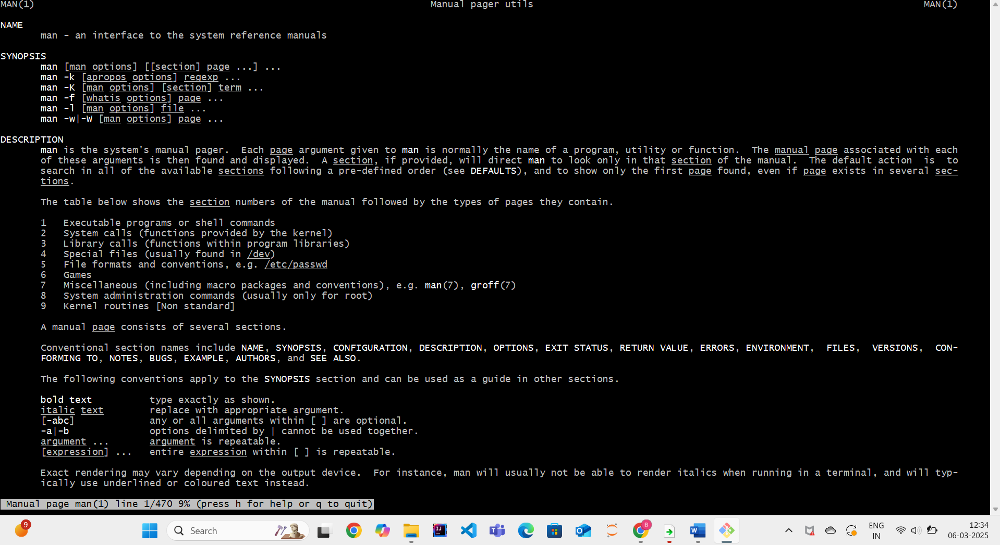 MAN(1) Manual pager utils MAN(1)
NAME
man - an interface to the system reference manuals
SYNOPSIS
man [man options] [[section] page ...] ...
man -k [apropos options] regexp ...
man -K [man options] [section] term ...
man -f [whatis options] page ...
man -l [man options] file ...
man -w|-W [man options] page ...
DESCRIPTION
man is the system's manual pager. Each page argument given to man is normally the name of a program, utility or function. The manual page associated with each
of these arguments is then found and displayed. A section, if provided, will direct man to look only in that section of the manual. The default action is to
search in all of the available sections following a pre-defined order (see DEFAULTS), and to show only the first page found, even if page exists in several sec-
tions.
The table below shows the section numbers of the manual followed by the types of pages they contain.
1 Executable programs or shell commands
2 System calls (functions provided by the kernel)
3 Library calls (functions within program libraries)
4 Special files (usually found in /dev)
5 File formats and conventions, e.g. /etc/passwd
6 Games
7 Miscellaneous (including macro packages and conventions), e.g. man(7), groff(7)
8 System administration commands (usually only for root)
9 Kernel routines [Non standard]
A manual page consists of several sections.
Conventional section names include NAME, SYNOPSIS, CONFIGURATION, DESCRIPTION, OPTIONS, EXIT STATUS, RETURN VALUE, ERRORS, ENVIRONMENT, FILES, VERSIONS, CON-
FORMING TO, NOTES, BUGS, EXAMPLE, AUTHORS, and SEE ALSO.
The following conventions apply to the SYNOPSIS section and can be used as a guide in other sections.
bold text type exactly as shown.
italic text replace with appropriate argument.
[-abc] any or all arguments within [ ] are optional.
-a|-b options delimited by | cannot be used together.
argument ... argument is repeatable.
[expression] ... entire expression within [ ] is repeatable.
Exact rendering may vary depending on the output device. For instance, man will usually not be able to render italics when running in a terminal, and will typ-
ically use underlined or coloured text instead.
Manual page man(1) line 1/470 9% (press h for help or q to quit)
9
Search
IJ
T
W
B
ENG
IN
12:34
06-03-2025